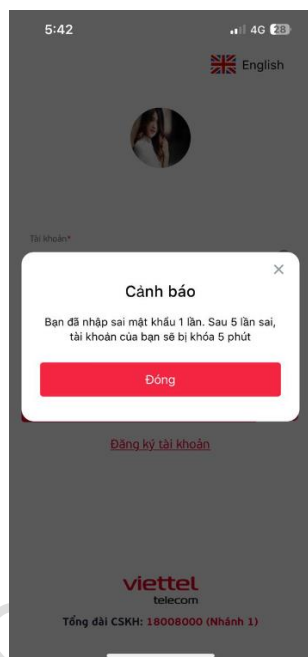 5:42
4G 28
English
Tài khoản*
Cảnh báo
Bạn đã nhập sai mật khẩu 1 lần. Sau 5 lần sai,
tài khoản của bạn sẽ bị khóa 5 phút
Đóng
Đăng ký tài khoản
viettel
telecom
Tổng đài CSKH: 18008000 (Nhánh 1)